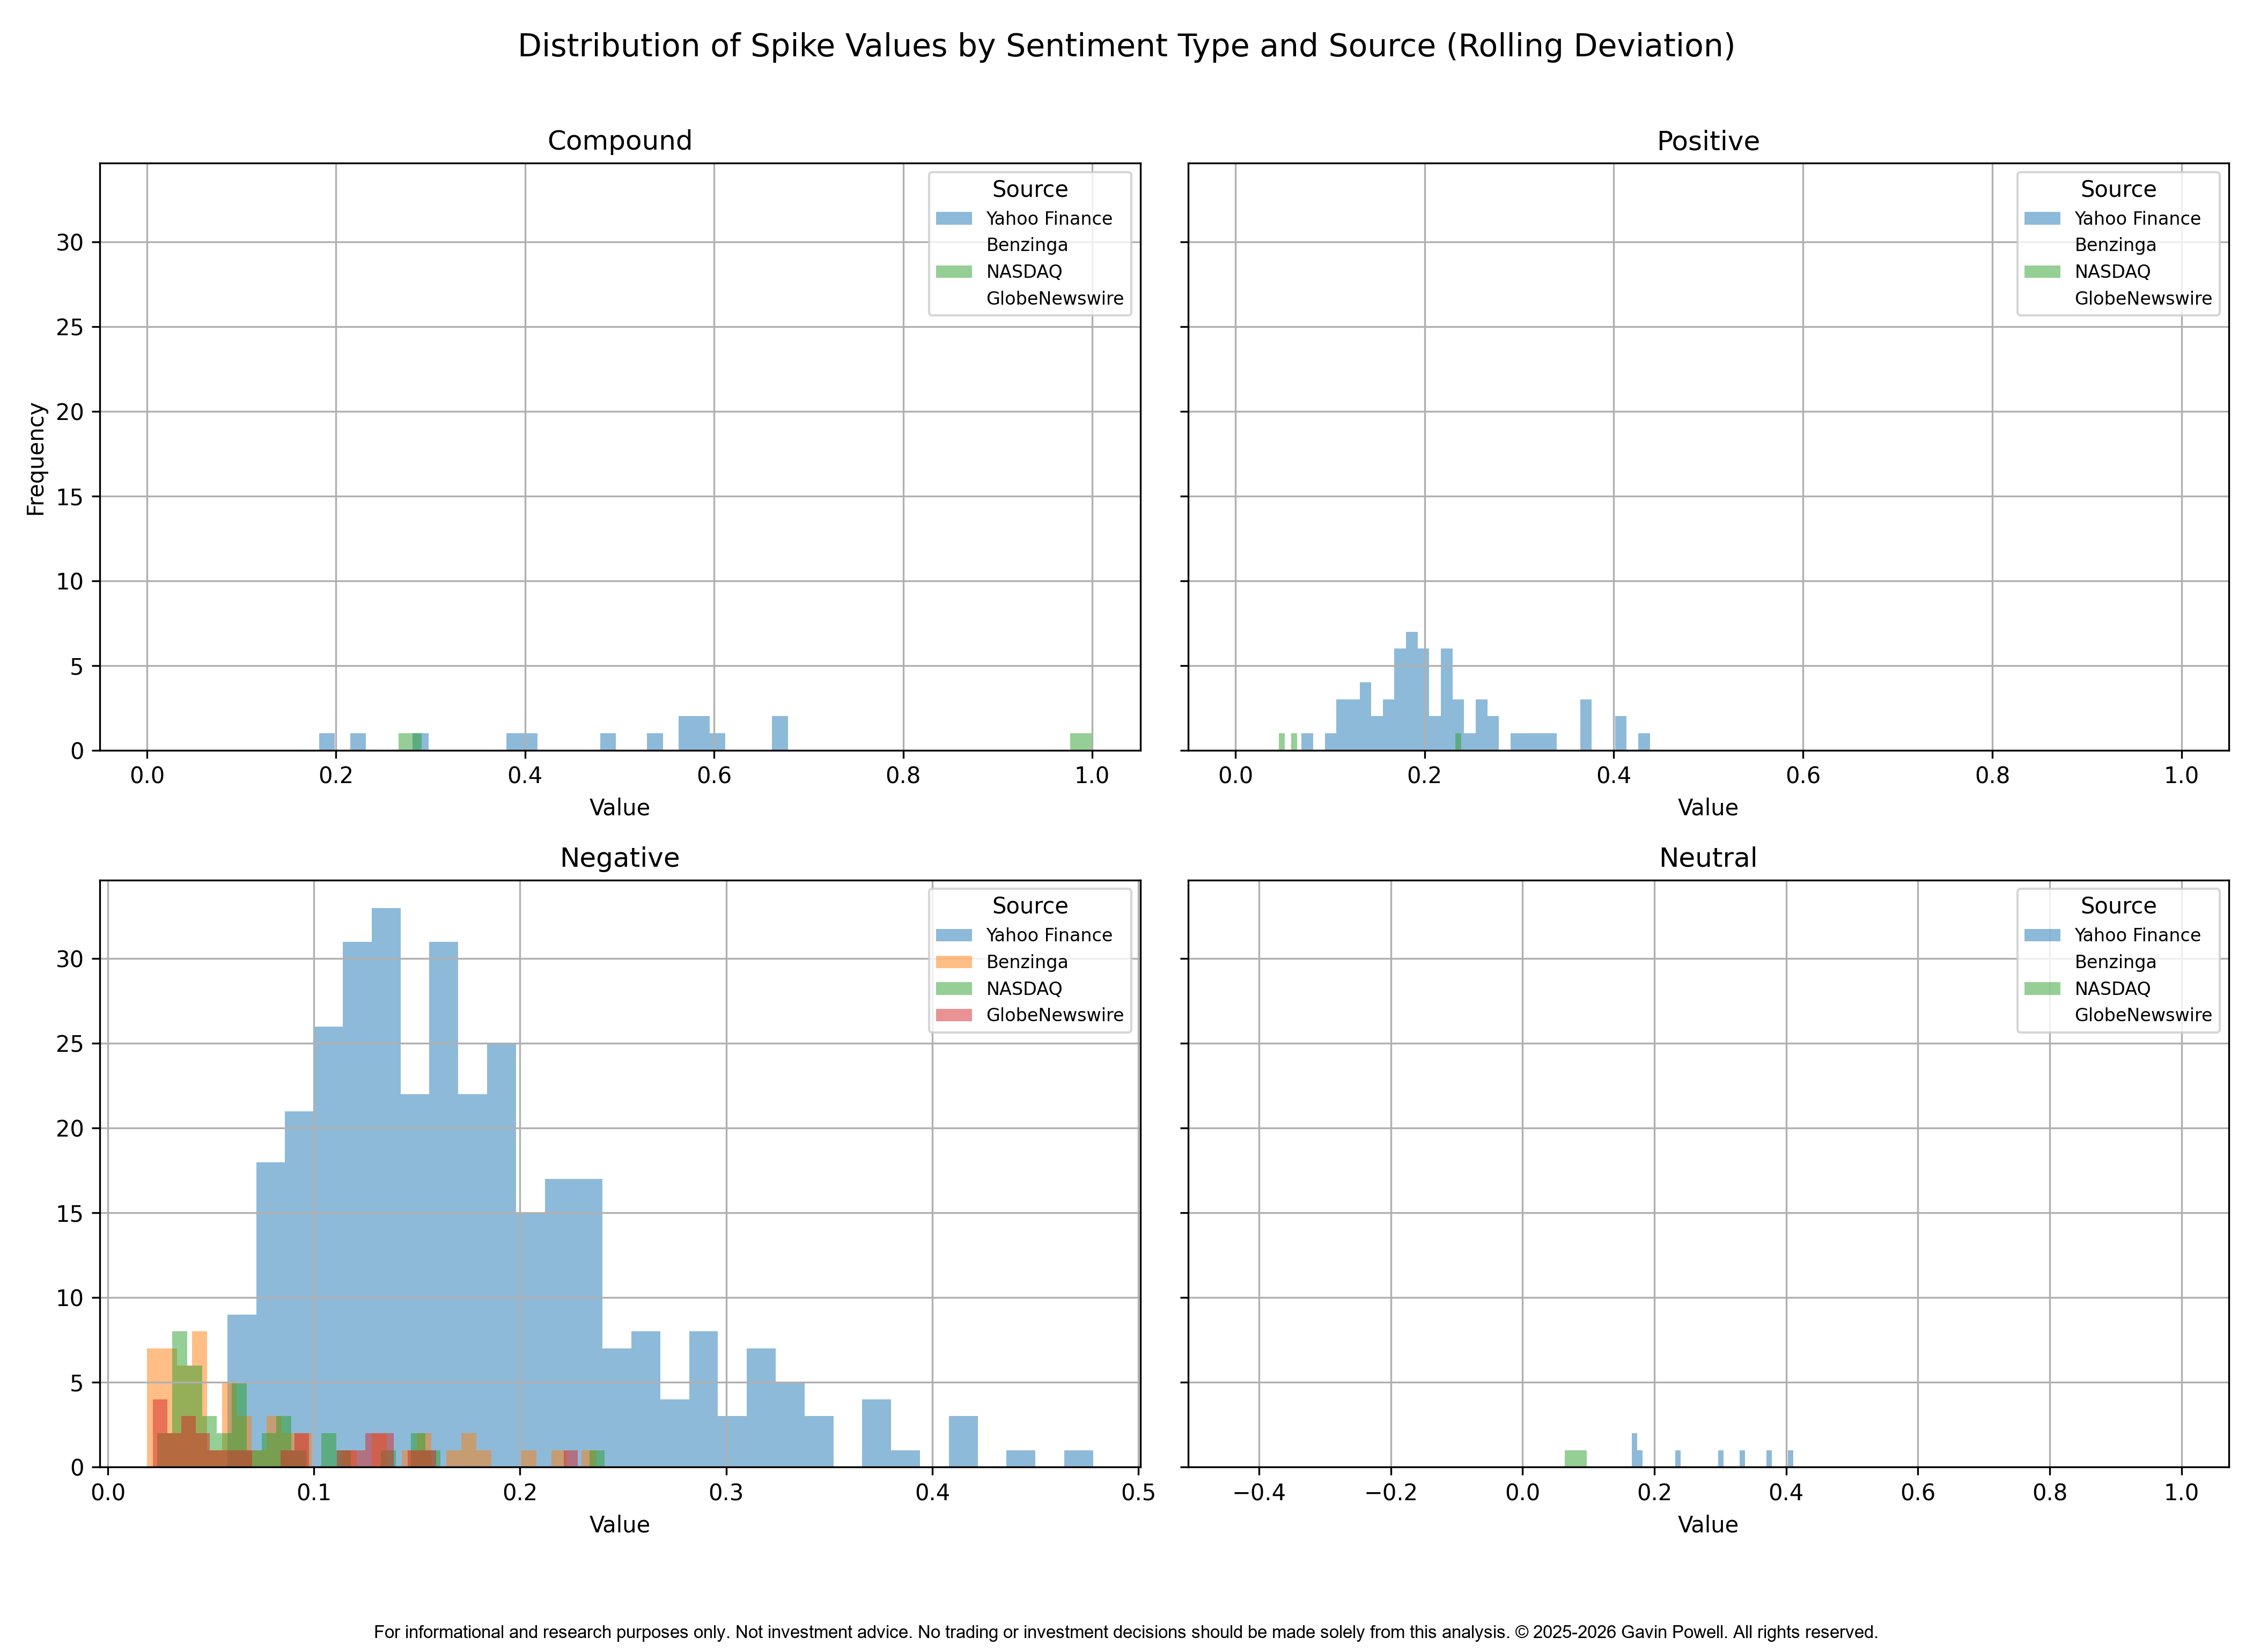 Distribution of Spike Values by Sentiment Type and Source (Rolling Deviation)
Compound
Frequency
30
25
20
15
10
5
0
0.0 0.2 0.4 0.6 0.8 1.0
Value
Source
Yahoo Finance
Benzinga
NASDAQ
GlobeNewswire
Positive
0.0 0.2 0.4 0.6 0.8 1.0
Value
Source
Yahoo Finance
Benzinga
NASDAQ
GlobeNewswire
Negative
30
25
20
15
10
5
0
0.0 0.1 0.2 0.3 0.4 0.5
Value
Source
Yahoo Finance
Benzinga
NASDAQ
GlobeNewswire
Neutral
−0.4 −0.2 0.0 0.2 0.4 0.6 0.8 1.0
Value
Source
Yahoo Finance
Benzinga
NASDAQ
GlobeNewswire
For informational and research purposes only. Not investment advice. No trading or investment decisions should be made solely from this analysis. © 2025-2026 Gavin Powell. All rights reserved.